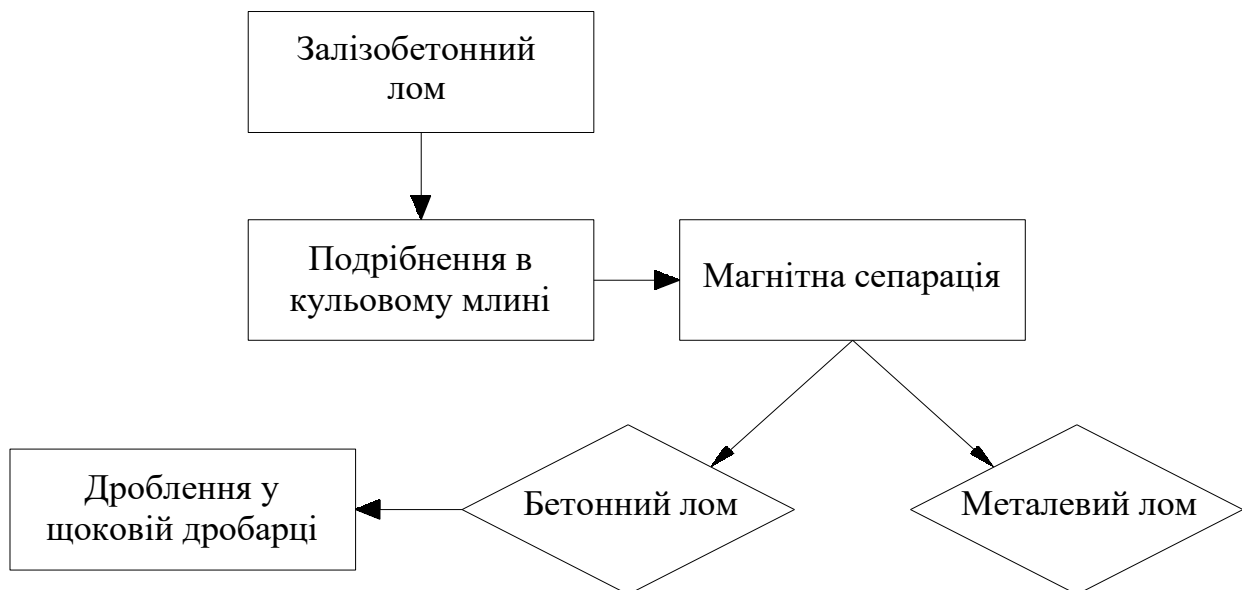 Залізобетонний
лом
Подрібнення в
кульовому млині
Магнітна сепарація
Дроблення у
щоковій дробарці
Бетонний лом
Металевий лом